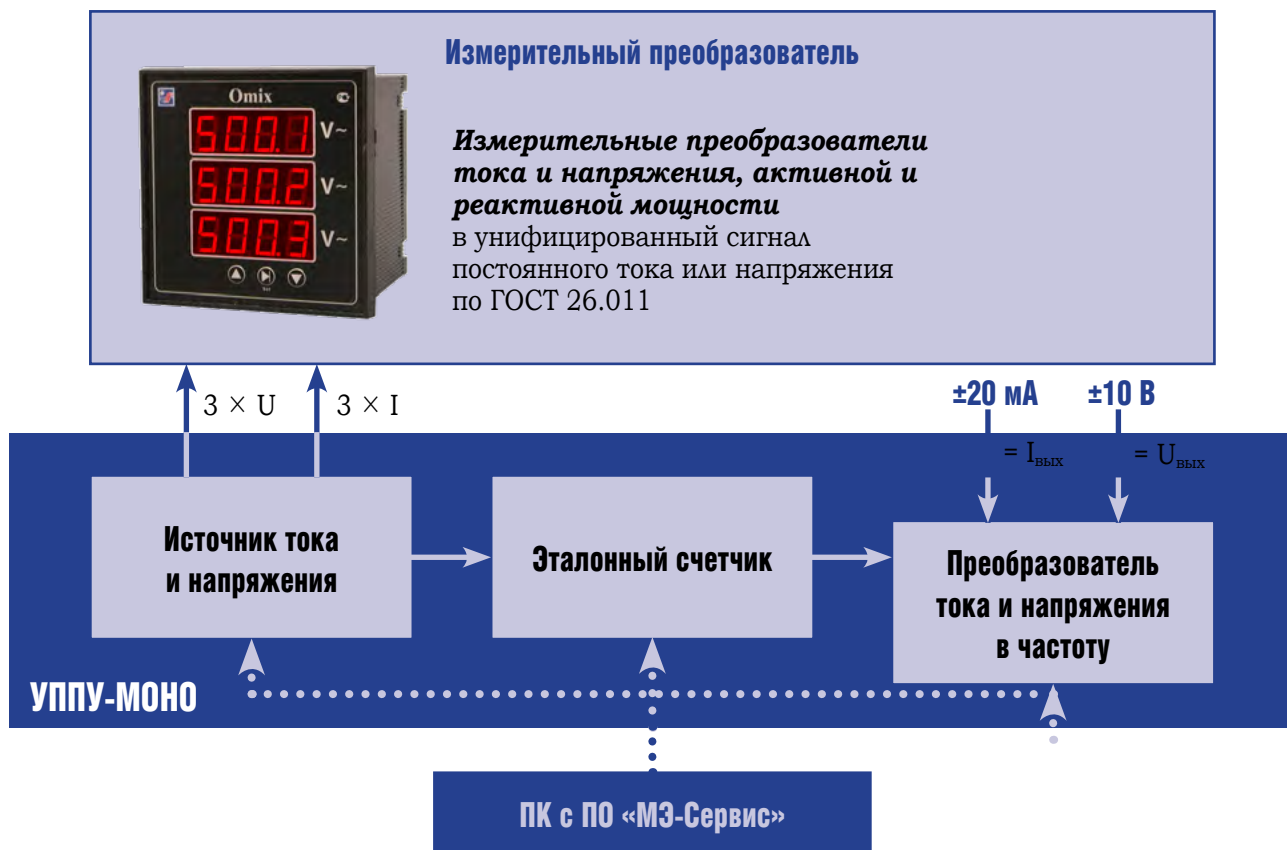 Измерительный преобразователь
Omix
500.1 V~
500.2 V~
500.3 V~
Измерительные преобразователи
тока и напряжения, активной и
реактивной мощности
в унифицированный сигнал
постоянного тока или напряжения
по ГОСТ 26.011
3 × U
3 × I
±20 мА
±10 В
= Iвых
= Uвых
Источник тока
и напряжения
Эталонный счетчик
Преобразователь
тока и напряжения
в частоту
УППУ-МОНО
ПК с ПО «МЭ-Сервис»